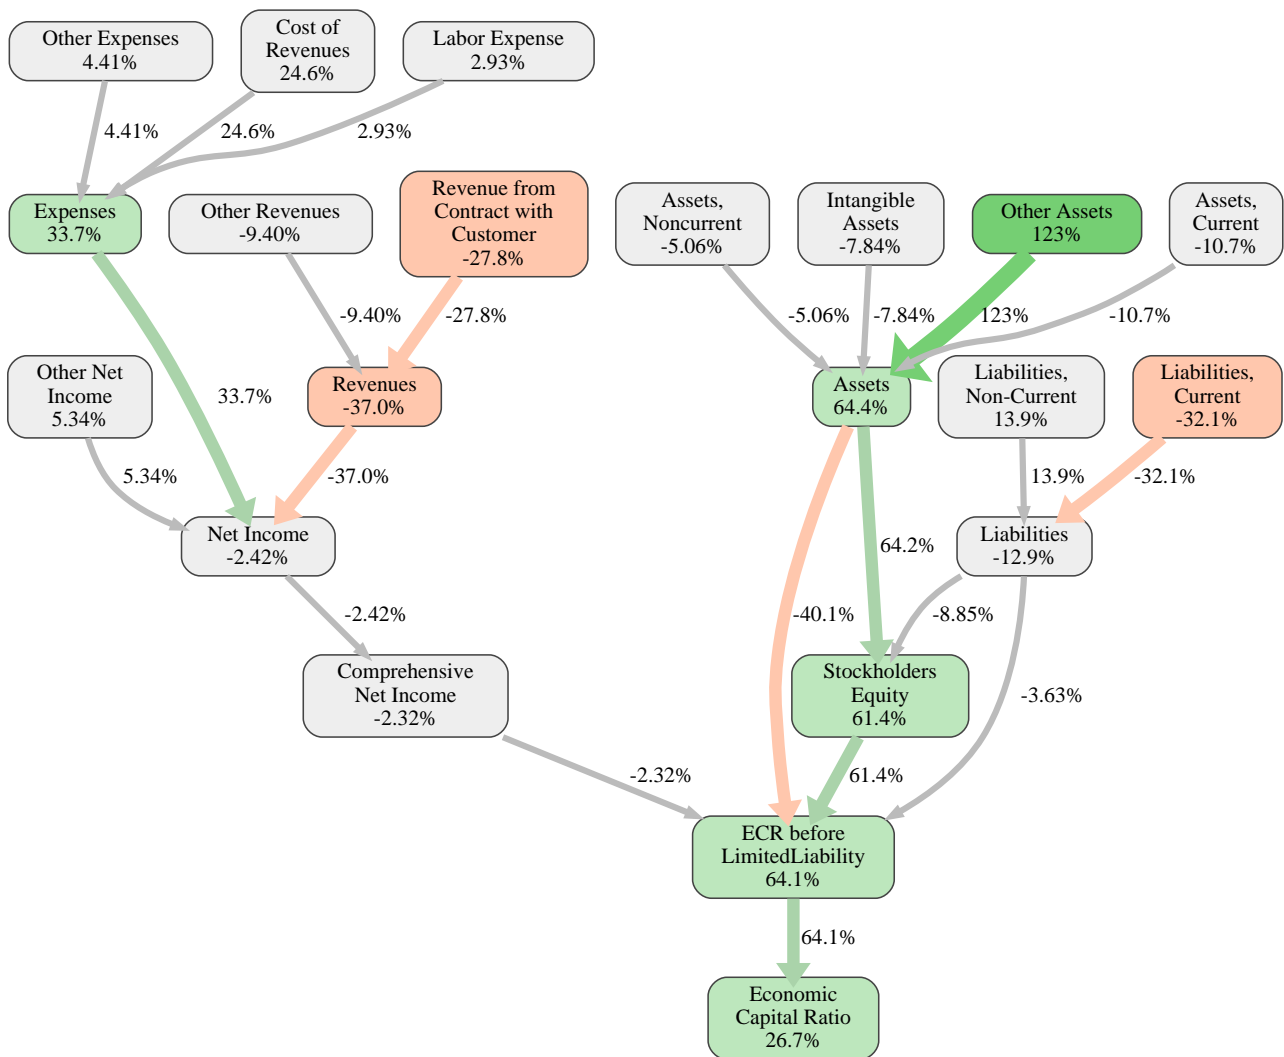 Other Expenses
4.41%
Cost of
Revenues
24.6%
Labor Expense
2.93%
4.41%
24.6%
2.93%
Expenses
33.7%
Other Revenues
-9.40%
Revenue from
Contract with
Customer
-27.8%
Assets,
Noncurrent
-5.06%
Intangible
Assets
-7.84%
Other Assets
123%
Assets,
Current
-10.7%
-9.40%
-27.8%
-5.06%
-7.84%
123%
-10.7%
Other Net
Income
5.34%
33.7%
Revenues
-37.0%
Assets
64.4%
Liabilities,
Non-Current
13.9%
Liabilities,
Current
-32.1%
5.34%
-37.0%
13.9%
-32.1%
Net Income
-2.42%
64.2%
Liabilities
-12.9%
-2.42%
-40.1%
-8.85%
Comprehensive
Net Income
-2.32%
Stockholders
Equity
61.4%
-3.63%
-2.32%
61.4%
ECR before
LimitedLiability
64.1%
64.1%
Economic
Capital Ratio
26.7%